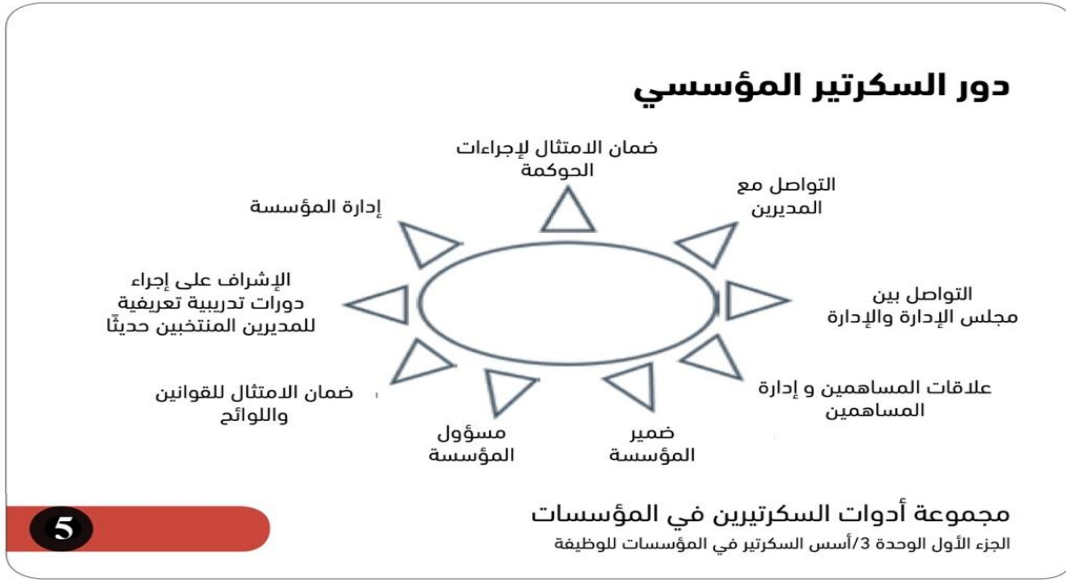 دور السكرتير المؤسسي
ضمان الامتثال لإجراءات
الحوكمة
التواصل مع
المديرين
إدارة المؤسسة
التواصل بين
مجلس الإدارة والإدارة
الإشراف على إجراء
دورات تدريبية تعريفية
للمديرين المنتخبين حديثًا
علاقات المساهمين و إدارة
المساهمين
ضمان الامتثال للقوانين
واللوائح
ضمير
المؤسسة
مسؤول
المؤسسة
مجموعة أدوات السكرتيرين في المؤسسات
الجزء الأول الوحدة 3/أسس السكرتير في المؤسسات للوظيفة
5